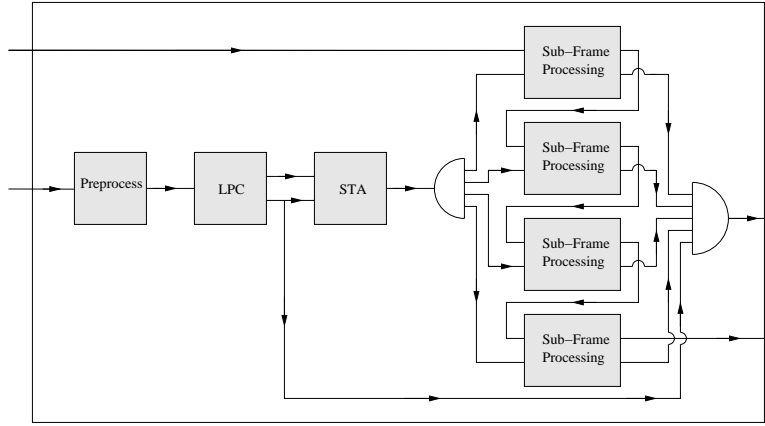 Sub−Frame
Processing
Sub−Frame
Processing
Preprocess
LPC
STA
Sub−Frame
Processing
Sub−Frame
Processing